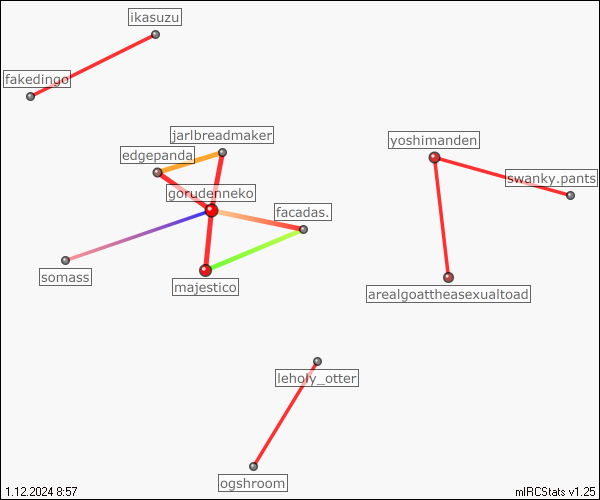 ikasuzu
fakedingo
jarlbreadmaker
yoshimanden
edgepanda
swanky.pants
gorudenneko
facadas.
somass
majestico
arealgoattheasexualtoad
leholy_otter
ogshroom
1.12.2024 8:57
mIRCStats v1.25